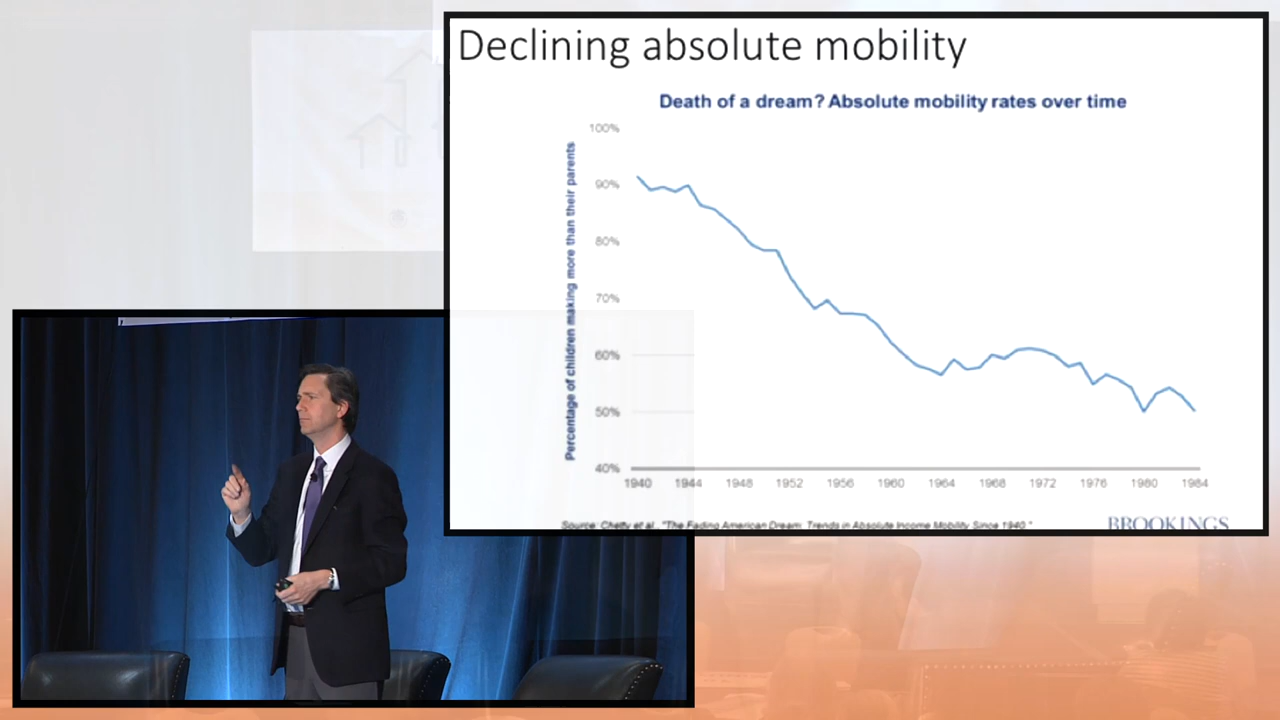 Declining absolute mobility
Death of a dream? Absolute mobility rates over time
Percentage of children making more than their parents
100%
90%
80%
70%
60%
50%
40%
1940 1944 1948 1952 1956 1960 1964 1968 1972 1976 1980 1984
Source: Chetty et al., "The Fading American Dream: Trends in Absolute Income Mobility Since 1940."
BROOKINGS